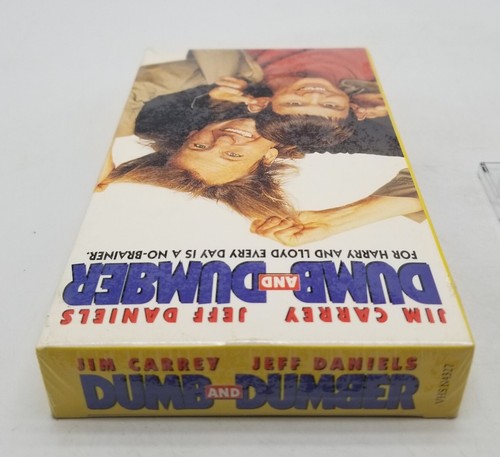 FOR HARRY AND LLOYD EVERY DAY IS A NO-BRAINER.
DUMB AND DUMBER
JIM CARREY JEFF DANIELS
JIM CARREY JEFF DANIELS
DUMB AND DUMBER